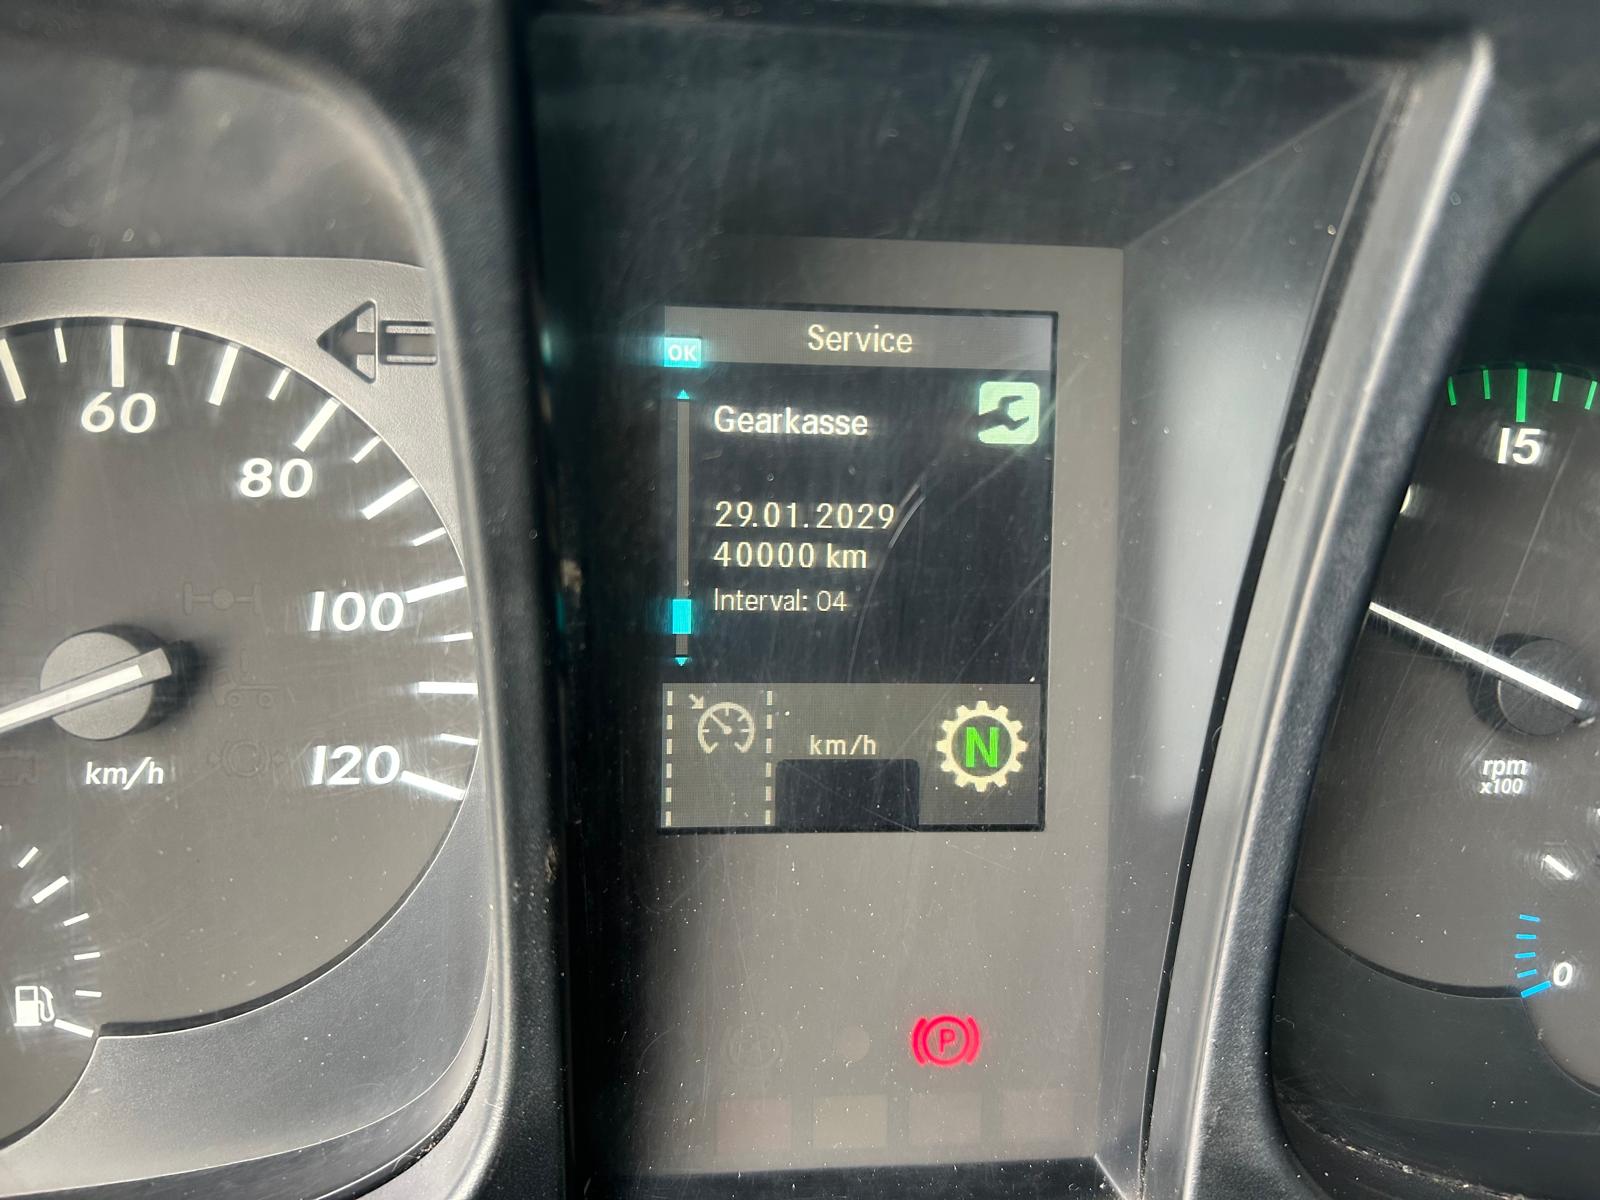 Service
OK
Gearkasse
29.01.2029
40000 km
Interval: 04
km/h
N
60
80
100
120
km/h
15
rpm
x100
0
P